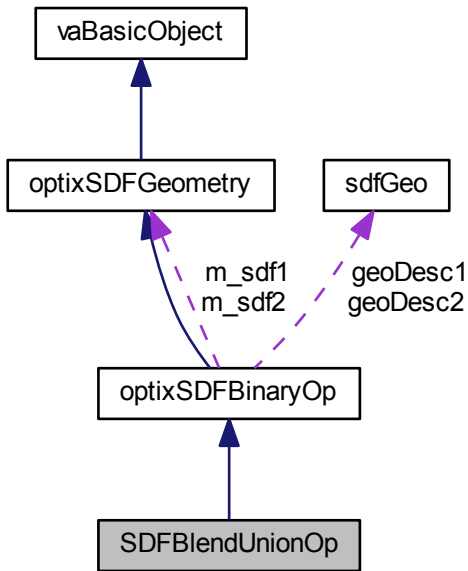 vaBasicObject
optixSDFGeometry
sdfGeo
m_sdf1
m_sdf2
geoDesc1
geoDesc2
optixSDFBinaryOp
SDFBlendUnionOp